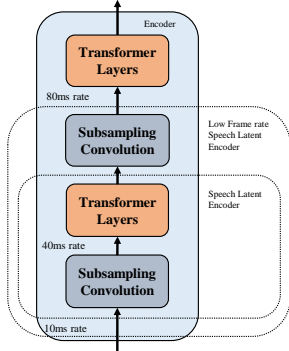 Encoder
Transformer
Layers
80ms rate
Subsampling
Convolution
Low Frame rate
Speech Latent
Encoder
Transformer
Layers
Speech Latent
Encoder
40ms rate
Subsampling
Convolution
10ms rate